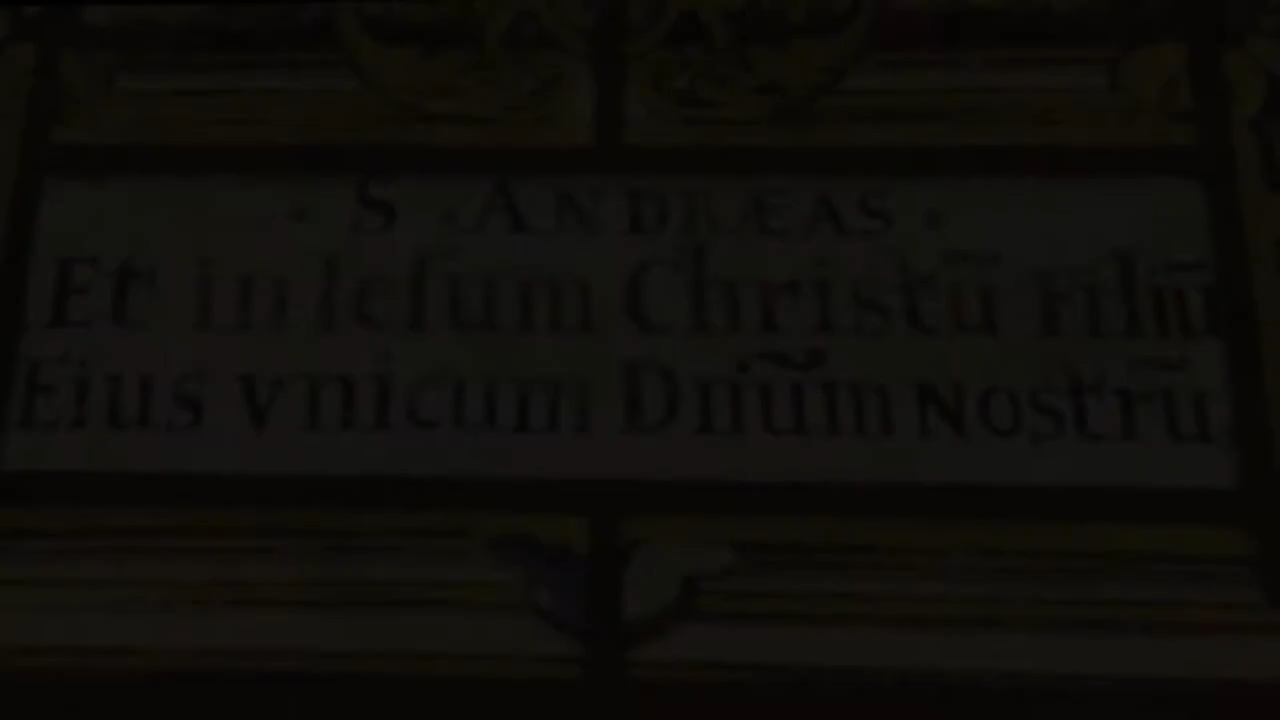 · S · ANDREAS ·
Et in Iesum Christū Filiū
Eius vnicum Dnūm Nostrū